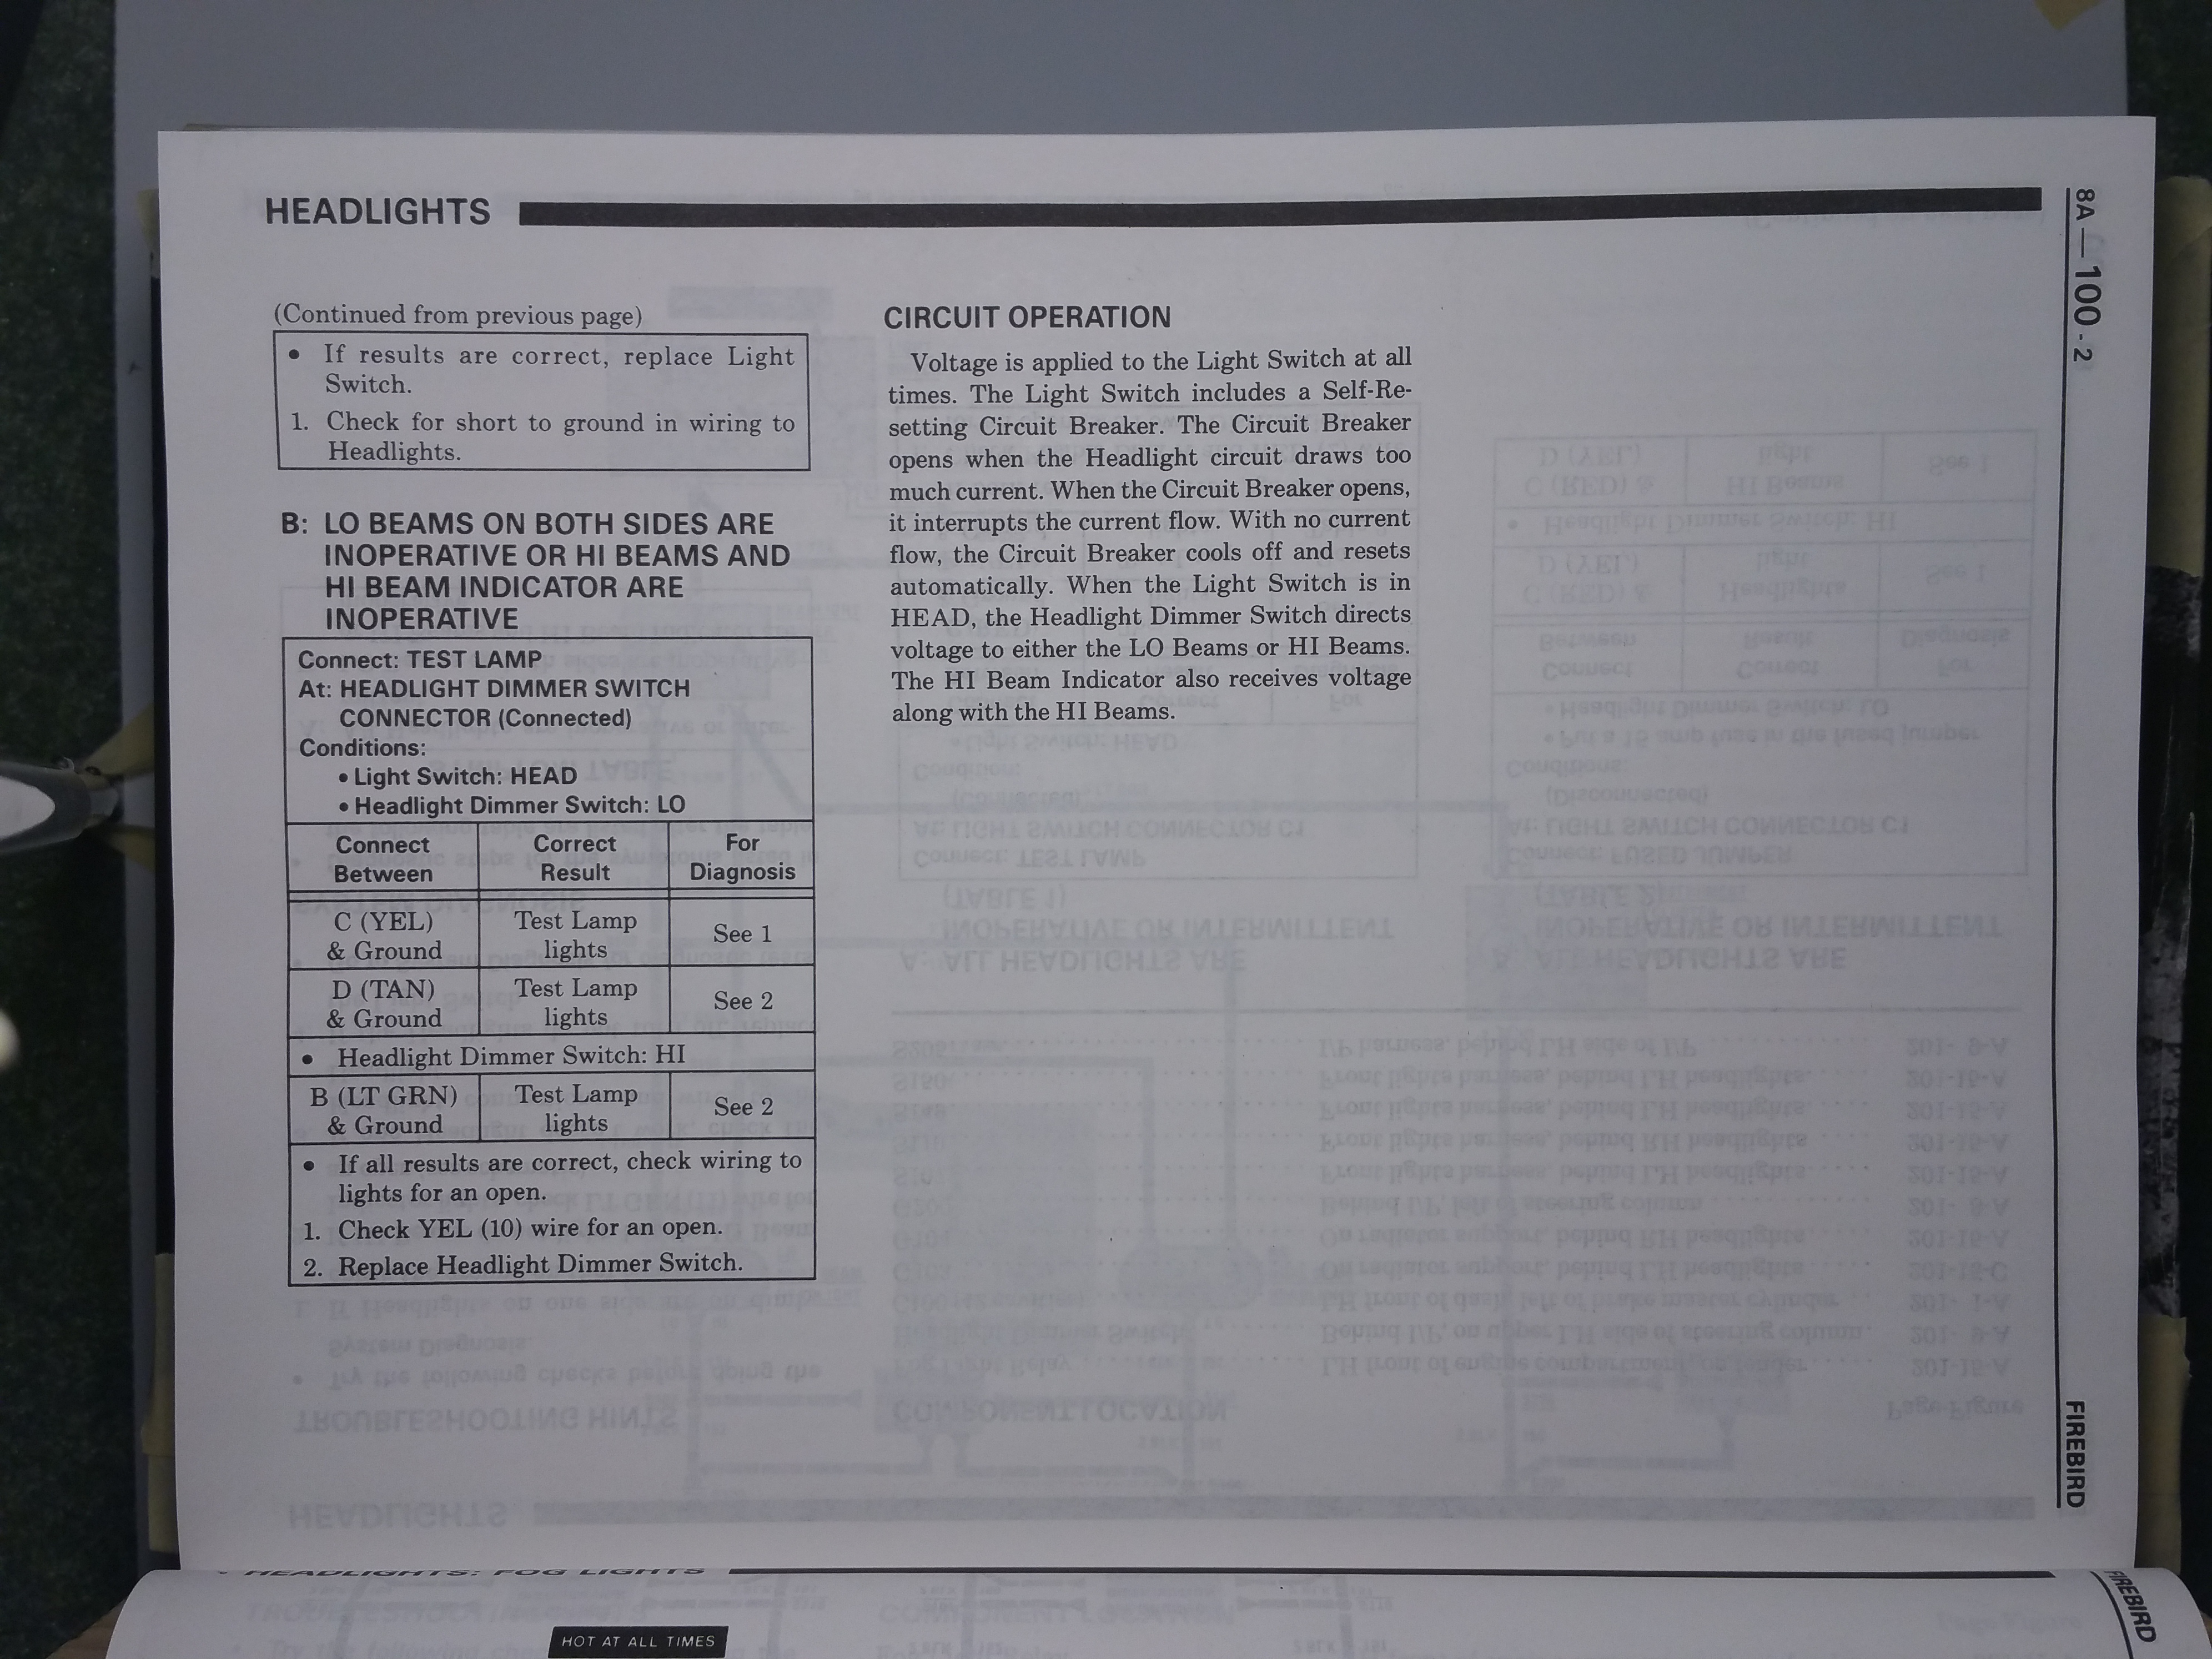 HEADLIGHTS
8A — 100 - 2
(Continued from previous page)
• If results are correct, replace Light
Switch.
1. Check for short to ground in wiring to
Headlights.
B: LO BEAMS ON BOTH SIDES ARE
INOPERATIVE OR HI BEAMS AND
HI BEAM INDICATOR ARE
INOPERATIVE
Connect: TEST LAMP
At: HEADLIGHT DIMMER SWITCH
CONNECTOR (Connected)
Conditions:
• Light Switch: HEAD
• Headlight Dimmer Switch: LO
Connect Between | Correct Result | For Diagnosis
C (YEL) & Ground | Test Lamp lights | See 1
D (TAN) & Ground | Test Lamp lights | See 2
• Headlight Dimmer Switch: HI
B (LT GRN) & Ground | Test Lamp lights | See 2
• If all results are correct, check wiring to
lights for an open.
1. Check YEL (10) wire for an open.
2. Replace Headlight Dimmer Switch.
CIRCUIT OPERATION
Voltage is applied to the Light Switch at all
times. The Light Switch includes a Self-Re-
setting Circuit Breaker. The Circuit Breaker
opens when the Headlight circuit draws too
much current. When the Circuit Breaker opens,
it interrupts the current flow. With no current
flow, the Circuit Breaker cools off and resets
automatically. When the Light Switch is in
HEAD, the Headlight Dimmer Switch directs
voltage to either the LO Beams or HI Beams.
The HI Beam Indicator also receives voltage
along with the HI Beams.
FIREBIRD
HEADLIGHTS: FOG LIGHTS
FIREBIRD
HOT AT ALL TIMES